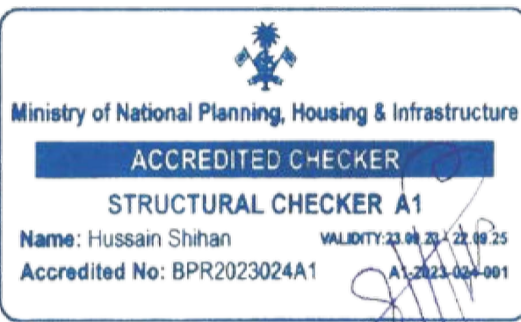 Ministry of National Planning, Housing & Infrastructure
ACCREDITED CHECKER
STRUCTURAL CHECKER A1
Name: Hussain Shihan VALIDITY: - 22.09.25
Accredited No: BPR2023024A1 A1-2023-024-001